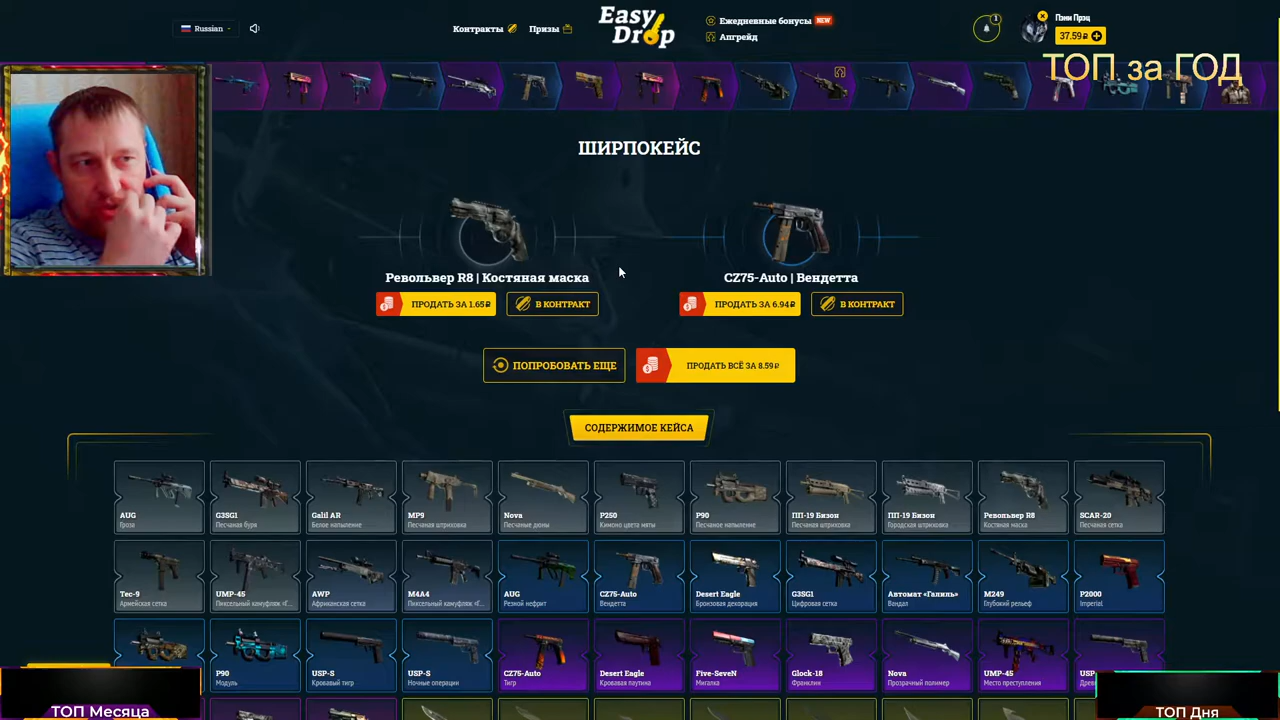 Russian
Контракты
Призы
Easy Drop
Ежедневные бонусы NEW
Апгрейд
1
Пэни Прэц
37.59₽
ТОП за ГОД
ШИРПОКЕЙС
Револьвер R8 | Костяная маска
CZ75-Auto | Вендетта
ПРОДАТЬ ЗА 1.65₽
В КОНТРАКТ
ПРОДАТЬ ЗА 6.94₽
В КОНТРАКТ
ПОПРОБОВАТЬ ЕЩЕ
ПРОДАТЬ ВСЁ ЗА 8.59₽
СОДЕРЖИМОЕ КЕЙСА
AUG
Гроза
G3SG1
Песчаная буря
Galil AR
Белое напыление
MP9
Песчаная штриховка
Nova
Песчаные дюны
P250
Кимоно цвета мяты
P90
Песчаное напыление
ПП-19 Бизон
Песчаная штриховка
ПП-19 Бизон
Городская штриховка
Револьвер R8
Костяная маска
SCAR-20
Песчаная сетка
Tec-9
Армейская сетка
UMP-45
Пиксельный камуфляж «Г...
AWP
Африканская сетка
M4A4
Пиксельный камуфляж «Г...
AUG
Резной нефрит
CZ75-Auto
Вендетта
Desert Eagle
Бронзовая декорация
G3SG1
Цифровая сетка
Автомат «Галиль»
Вандал
M249
Глубокий рельеф
P2000
Imperial
P90
Модуль
USP-S
Кровавый тигр
USP-S
Ночные операции
CZ75-Auto
Тигр
Desert Eagle
Кровавая паутина
Five-SeveN
Мигалка
Glock-18
Франклин
Nova
Прозрачный полимер
UMP-45
Место преступления
USP
ТОП Месяца
ТОП Дня